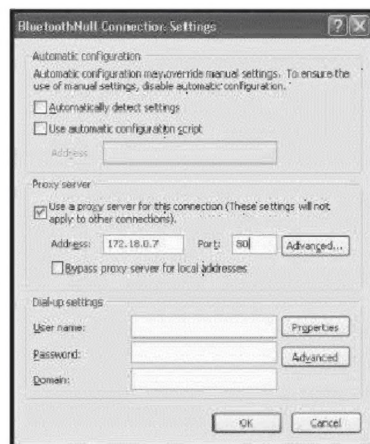 BluetoothNull Connection Settings
Automatic configuration
Automatic configuration may override manual settings. To ensure the
use of manual settings, disable automatic configuration.
Automatically detect settings
Use automatic configuration script
Address
Proxy server
Use a proxy server for this connection (These settings will not
apply to other connections).
Address: 172.18.0.7 Port: 80 Advanced...
Bypass proxy server for local addresses
Dial-up settings
User name: Properties
Password: Advanced
Domain:
OK Cancel